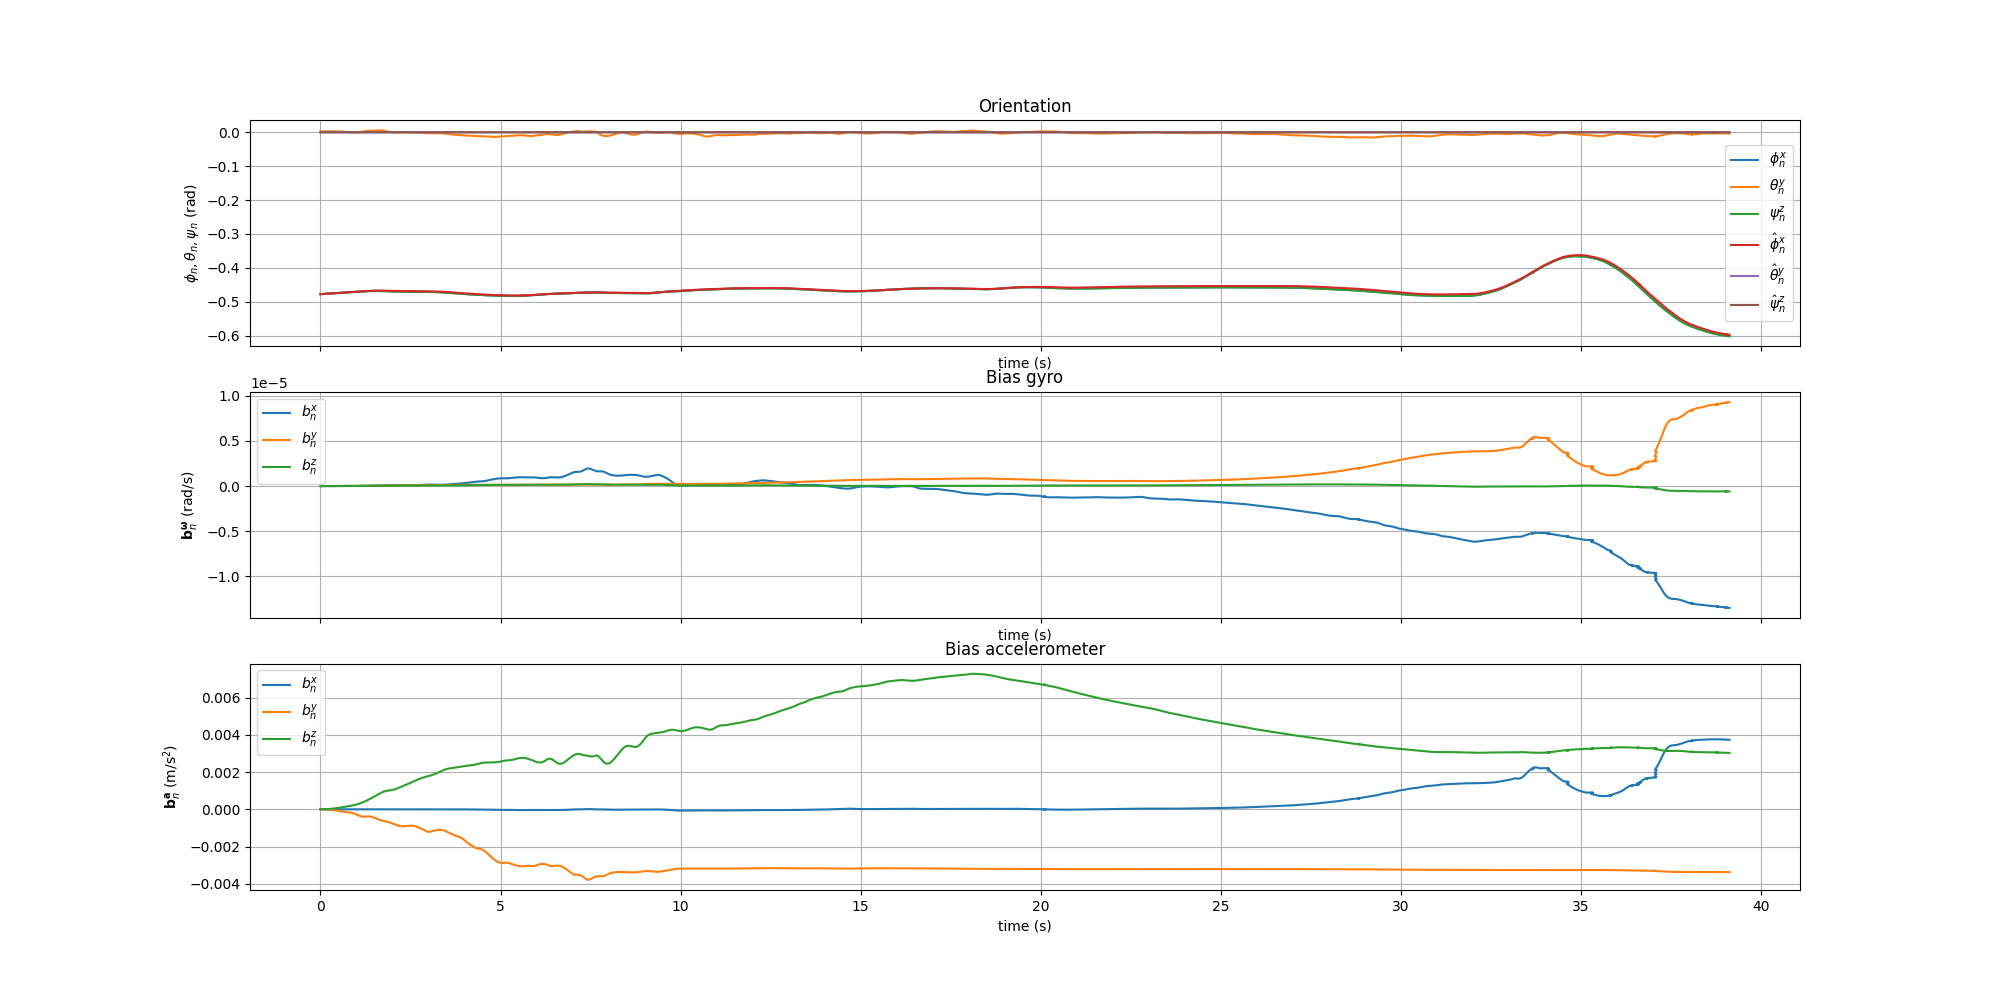 Orientation
ϕₙ, θₙ, ψₙ (rad)
0.0
−0.1
−0.2
−0.3
−0.4
−0.5
−0.6
ϕₙˣ
θₙʸ
ψₙᶻ
ϕ̂ₙˣ
θ̂ₙʸ
ψ̂ₙᶻ
time (s)
Bias gyro
1e−5
𝐛ₙ^ω (rad/s)
1.0
0.5
0.0
−0.5
−1.0
bₙˣ
bₙʸ
bₙᶻ
time (s)
Bias accelerometer
𝐛ₙ^𝐚 (m/s²)
0.006
0.004
0.002
0.000
−0.002
−0.004
bₙˣ
bₙʸ
bₙᶻ
0 5 10 15 20 25 30 35 40
time (s)